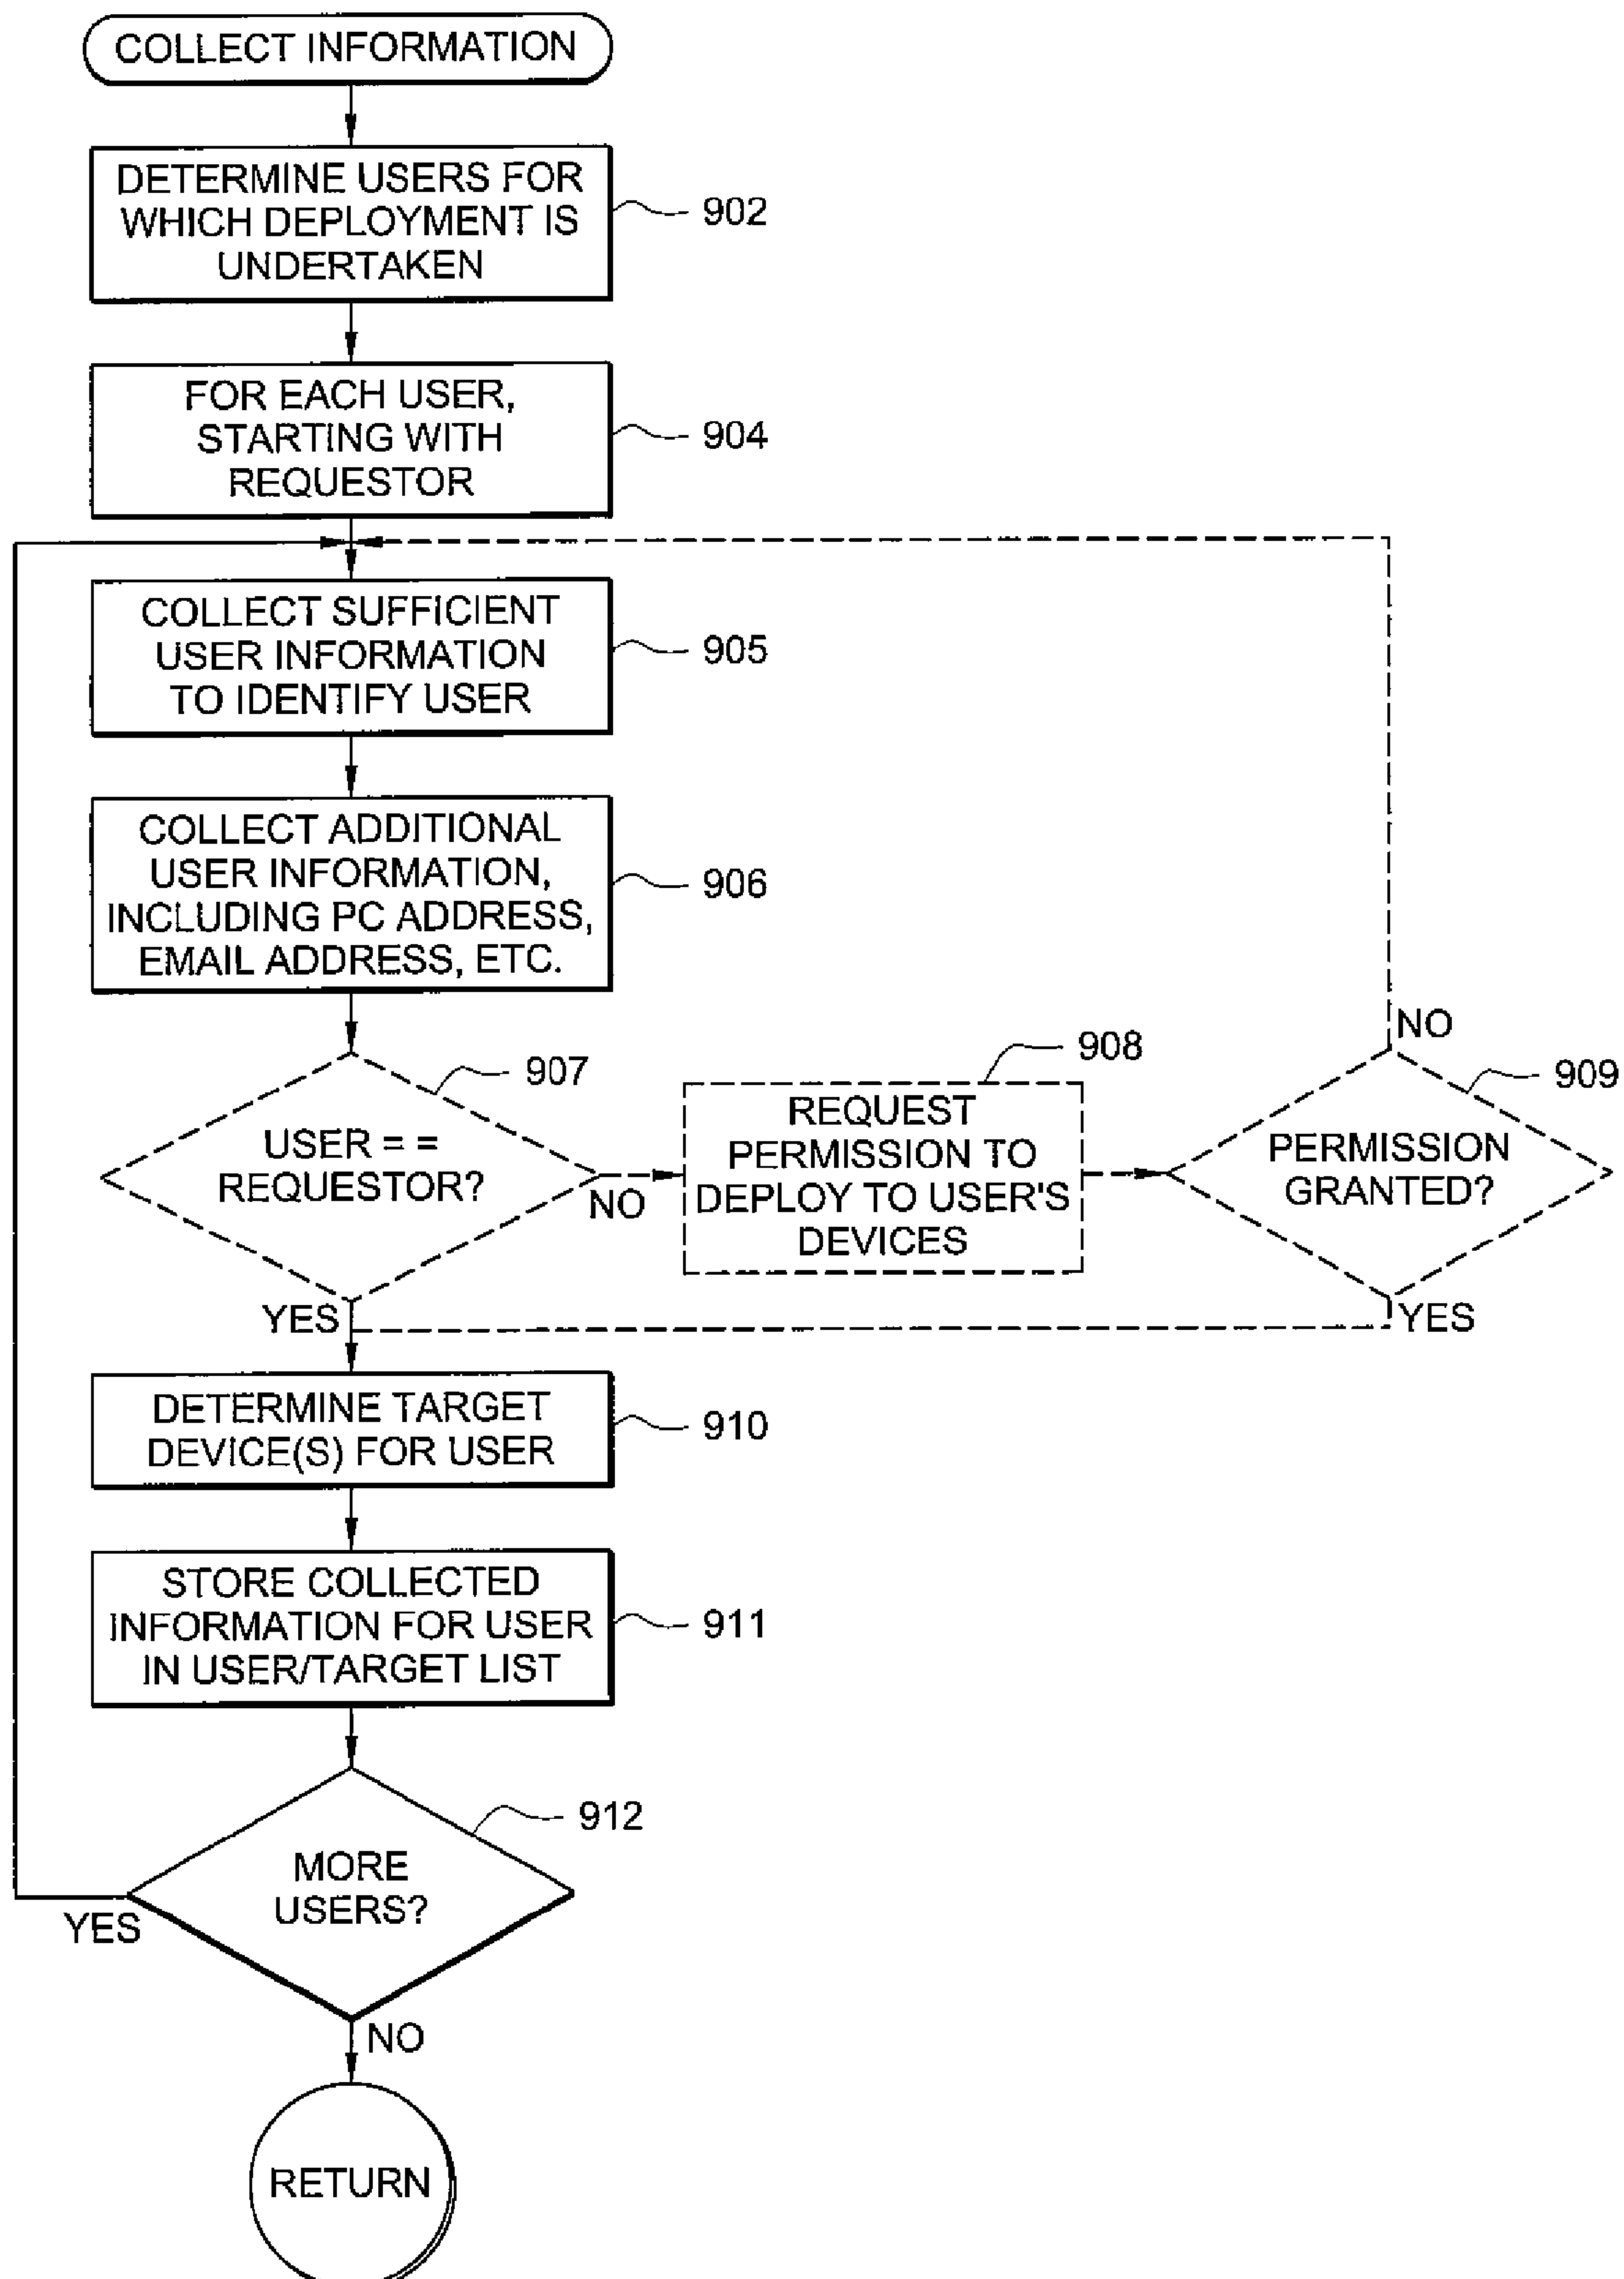 COLLECT INFORMATION
DETERMINE USERS FOR
WHICH DEPLOYMENT IS
UNDERTAKEN
902
FOR EACH USER,
STARTING WITH
REQUESTOR
904
COLLECT SUFFICIENT
USER INFORMATION
TO IDENTIFY USER
905
COLLECT ADDITIONAL
USER INFORMATION,
INCLUDING PC ADDRESS,
EMAIL ADDRESS, ETC.
906
USER = =
REQUESTOR?
907
NO
YES
REQUEST
PERMISSION TO
DEPLOY TO USER'S
DEVICES
908
PERMISSION
GRANTED?
909
NO
YES
DETERMINE TARGET
DEVICE(S) FOR USER
910
STORE COLLECTED
INFORMATION FOR USER
IN USER/TARGET LIST
911
MORE
USERS?
912
YES
NO
RETURN